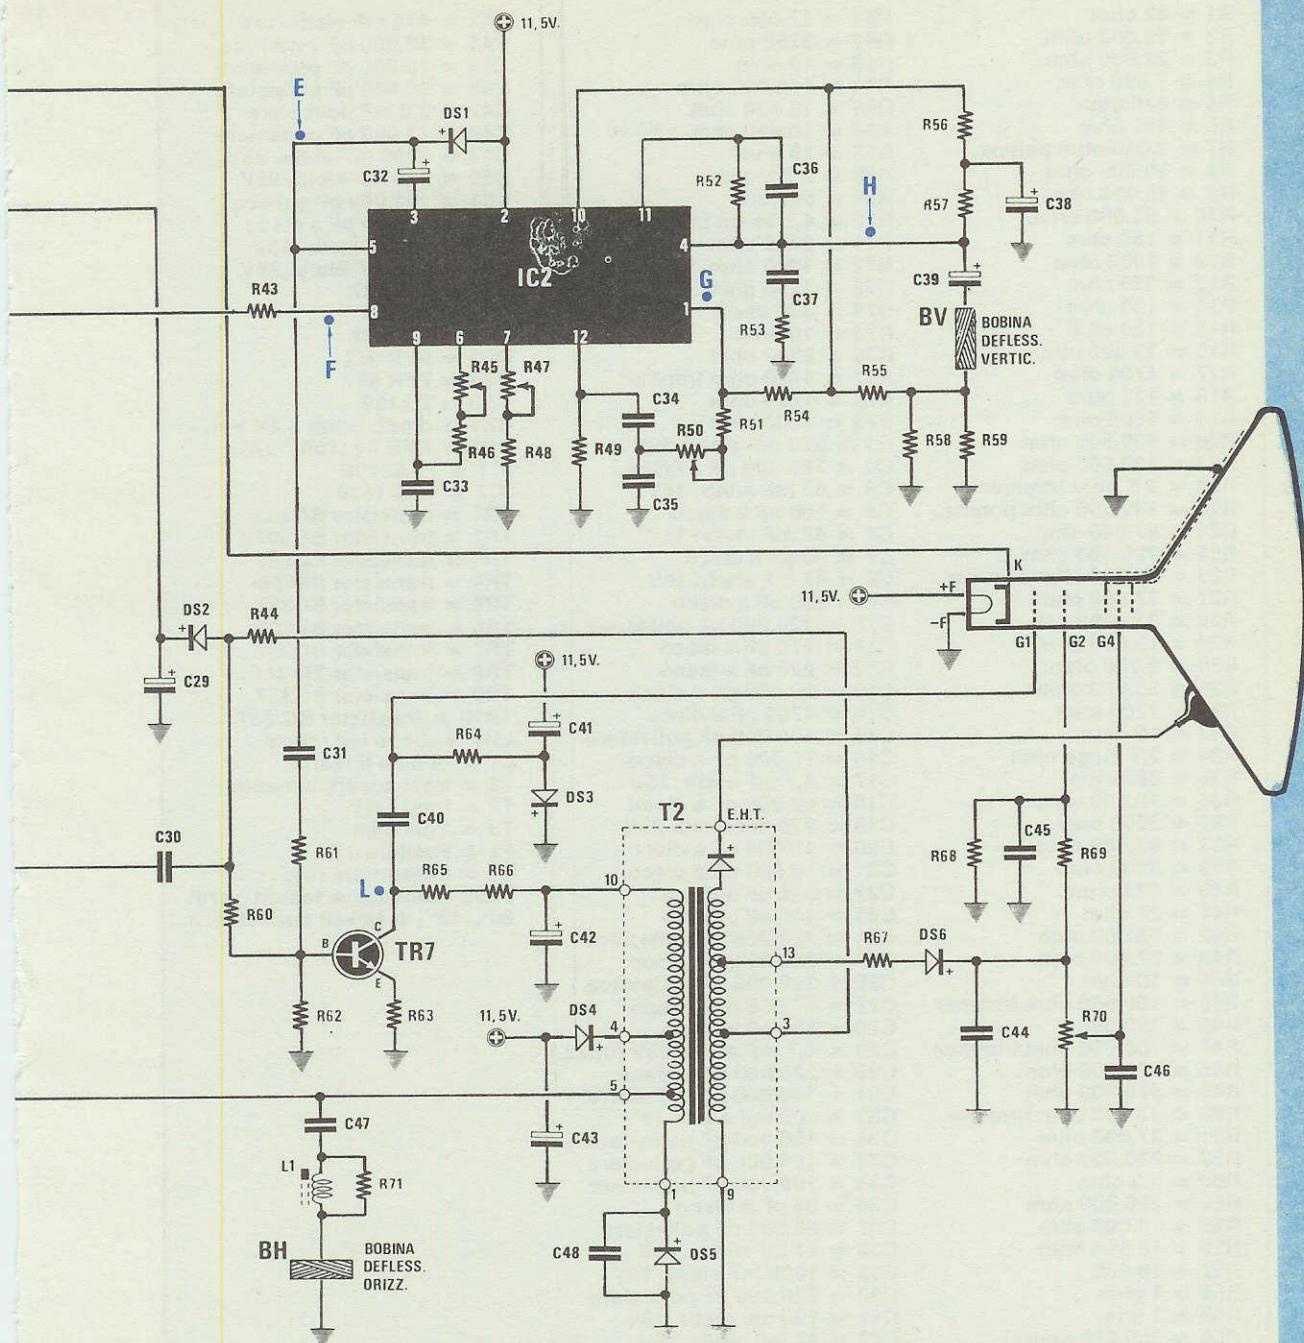 11,5V.
E
DS1
C32
3
2
10
11
R52
C36
H
R56
R57
C38
5
4
IC2
G
C39
R43
8
1
C37
BV
BOBINA
DEFLESS.
VERTIC.
F
9
6
7
12
R53
R45
R47
R55
C34
R54
R46
R48
R49
R50
R51
R58
R59
C33
C35
K
11,5V.
+F
-F
DS2
R44
G1
G2
G4
11,5V.
C29
C41
R64
C31
DS3
T2
E.H.T.
C40
C30
R61
R68
C45
R69
L
R65
R66
10
R60
C42
R67
DS6
B
C
TR7
13
E
11,5V.
DS4
4
3
R62
R63
C44
R70
C46
5
C47
C43
L1
R71
1
9
BH
BOBINA
DEFLESS.
ORIZZ.
C48
DS5